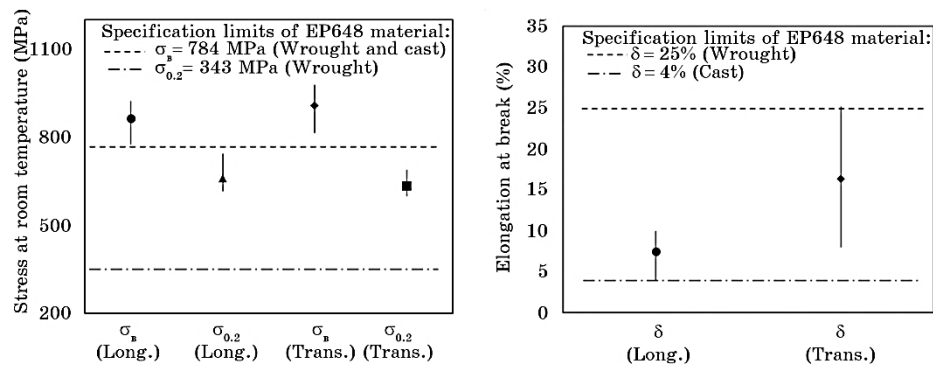 Stress at room temperature (MPa)
1100
800
500
200
Specification limits of EP648 material:
σв = 784 MPa (Wrought and cast)
σ0.2 = 343 MPa (Wrought)
σв
(Long.)
σ0.2
(Long.)
σв
(Trans.)
σ0.2
(Trans.)
Elongation at break (%)
35
30
25
20
15
10
5
0
Specification limits of EP648 material:
δ = 25% (Wrought)
δ = 4% (Cast)
δ
(Long.)
δ
(Trans.)